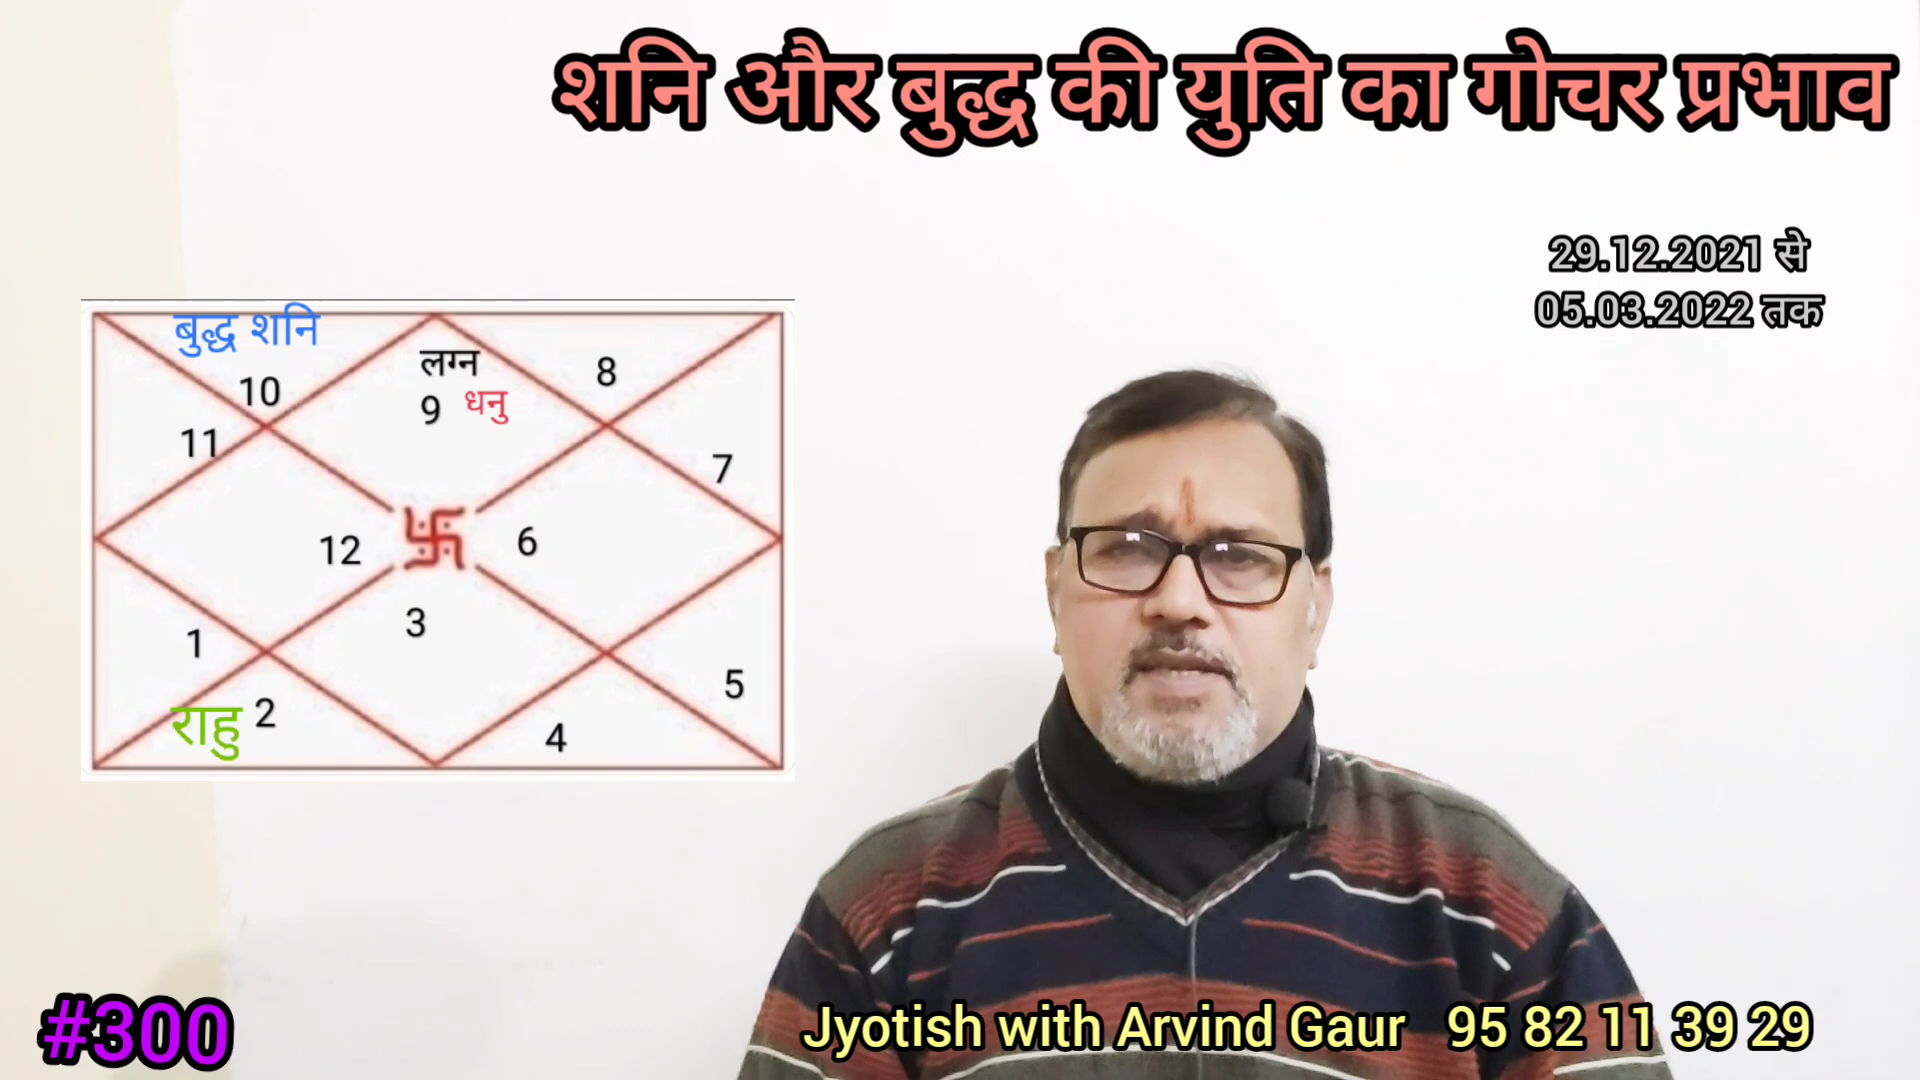 शनि और बुद्ध की युति का गोचर प्रभाव
29.12.2021 से
05.03.2022 तक
बुद्ध शनि
लग्न
8
10
9 धनु
11
7
12
6
3
1
5
राहु 2
4
#300
Jyotish with Arvind Gaur 95 82 11 39 29